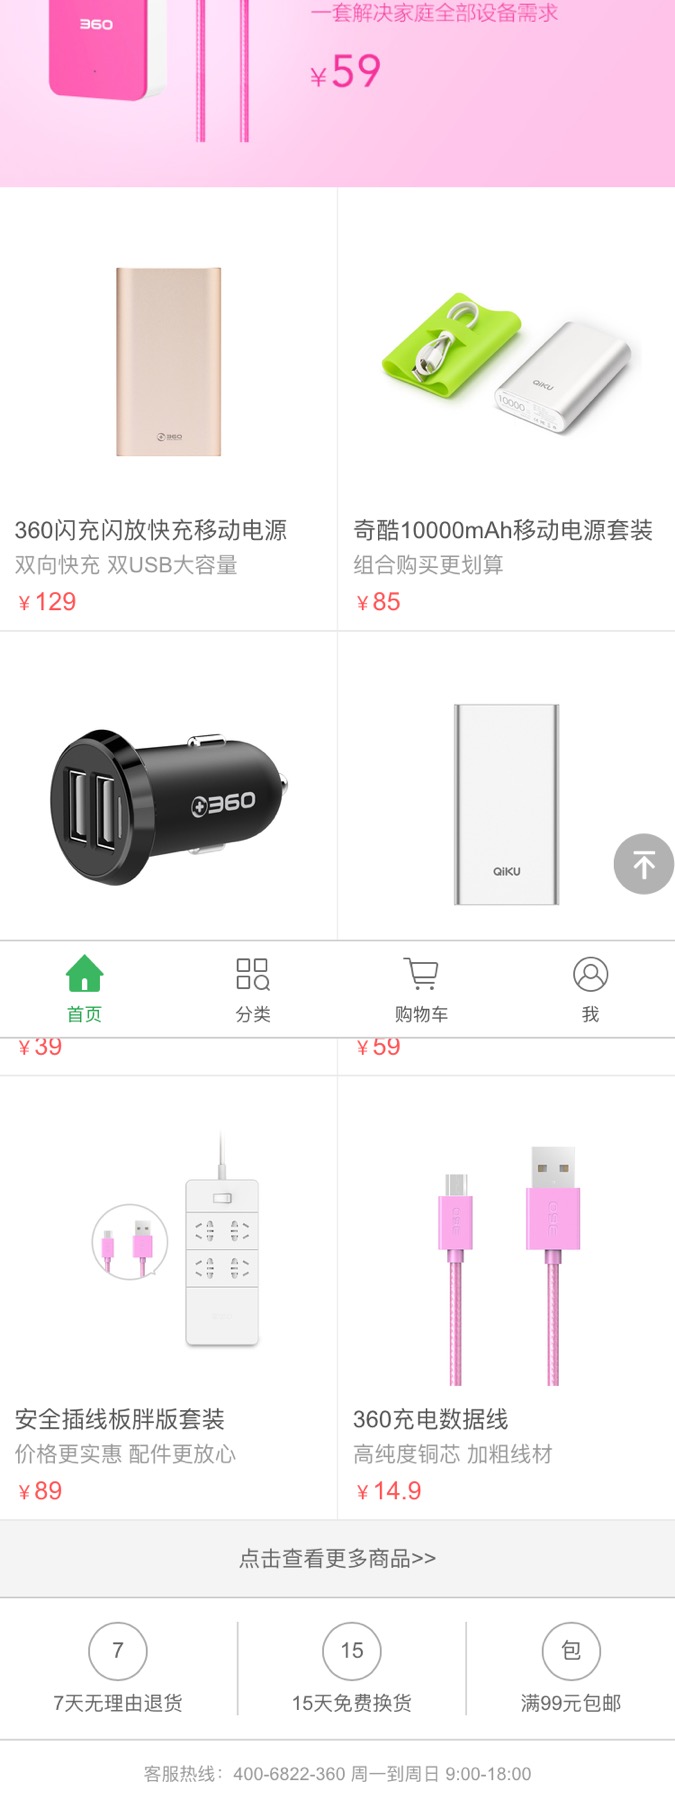 360
一套解决家庭全部设备需求
¥59
360
QiKU
10000
360闪充闪放快充移动电源
双向快充 双USB大容量
¥129
奇酷10000mAh移动电源套装
组合购买更划算
¥85
360
QiKU
首页
分类
购物车
我
¥39
¥59
360
安全插线板胖版套装
价格更实惠 配件更放心
¥89
360充电数据线
高纯度铜芯 加粗线材
¥14.9
点击查看更多商品>>
7
7天无理由退货
15
15天免费换货
包
满99元包邮
客服热线：400-6822-360 周一到周日 9:00-18:00